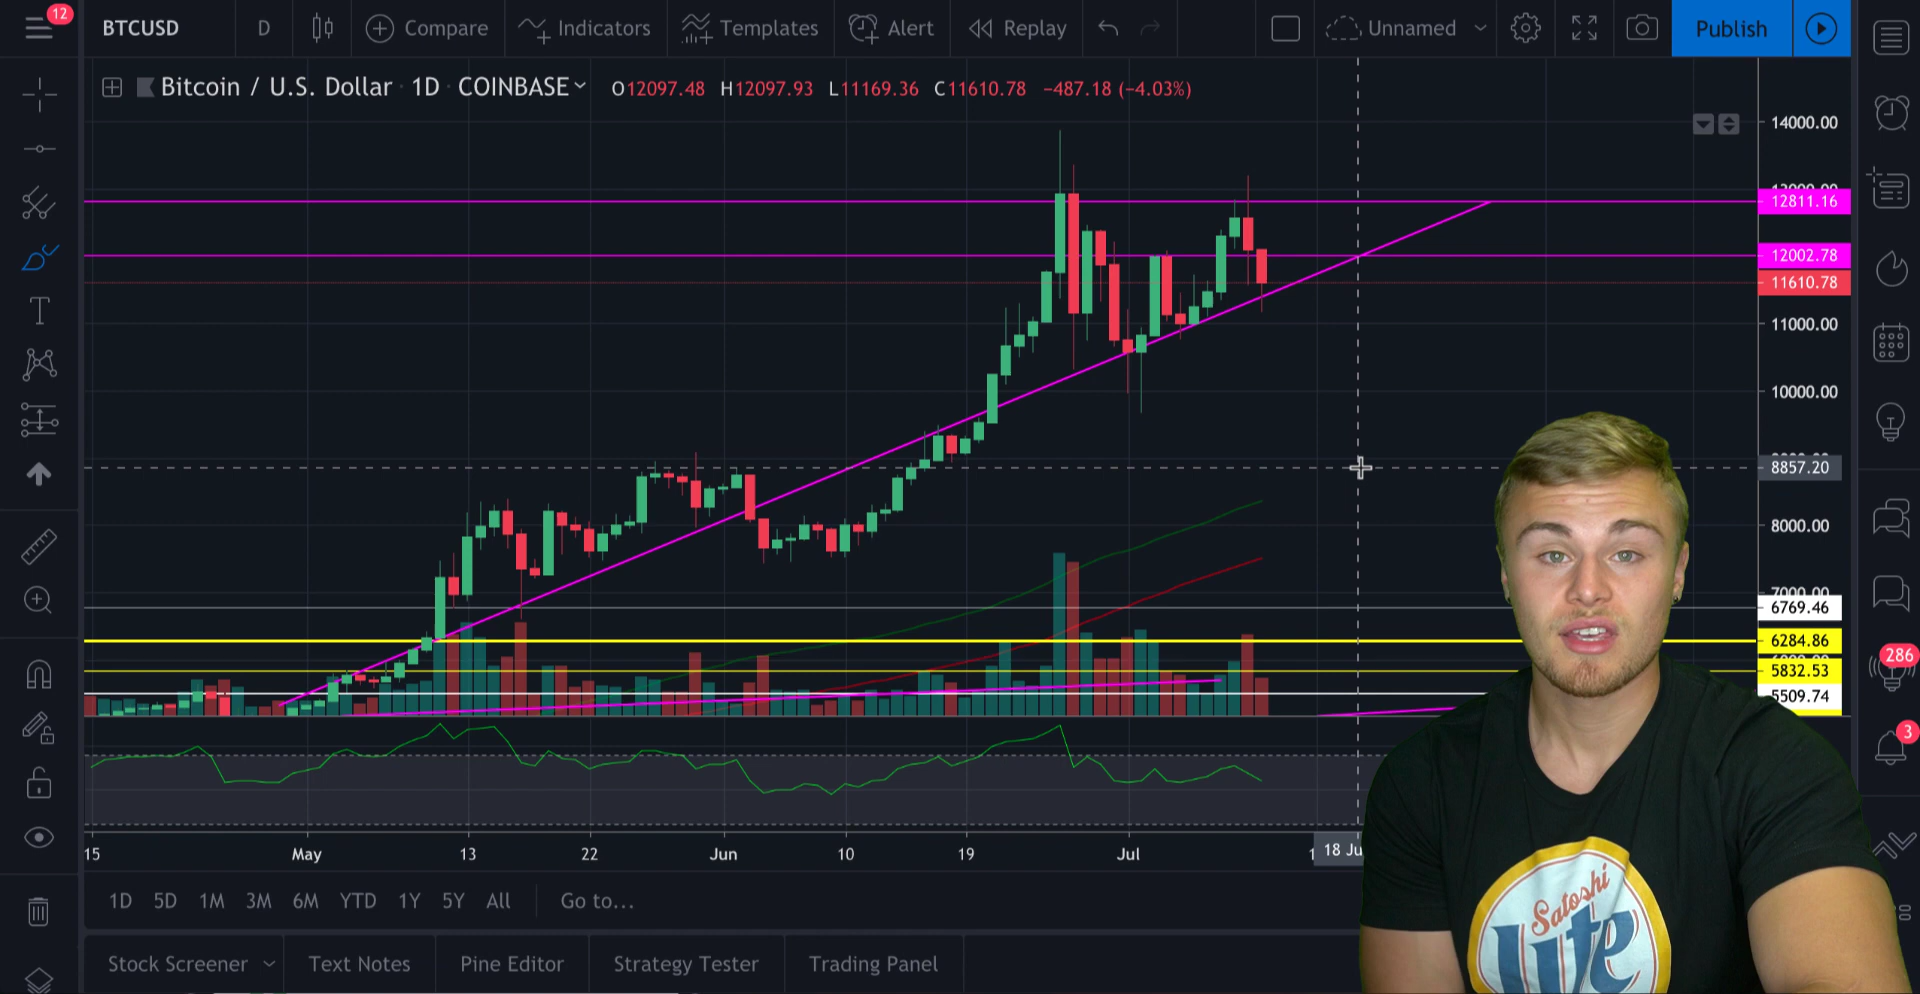 12
BTCUSD D Compare Indicators Templates Alert Replay Unnamed Publish
Bitcoin / U.S. Dollar · 1D · COINBASE O12097.48 H12097.93 L11169.36 C11610.78 −487.18 (−4.03%)
14000.00
12811.16
12002.78
11610.78
11000.00
10000.00
8857.20
8000.00
7000.00
6769.46
6284.86
5832.53
5509.74
286
3
15 May 13 22 Jun 10 19 Jul 18 Ju
1D 5D 1M 3M 6M YTD 1Y 5Y All Go to...
Stock Screener Text Notes Pine Editor Strategy Tester Trading Panel
Satoshi
Lite